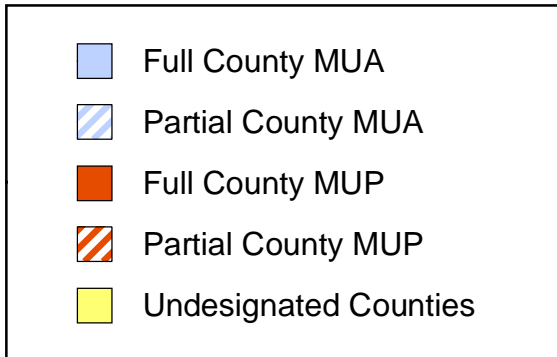 Full County MUA
Partial County MUA
Full County MUP
Partial County MUP
Undesignated Counties